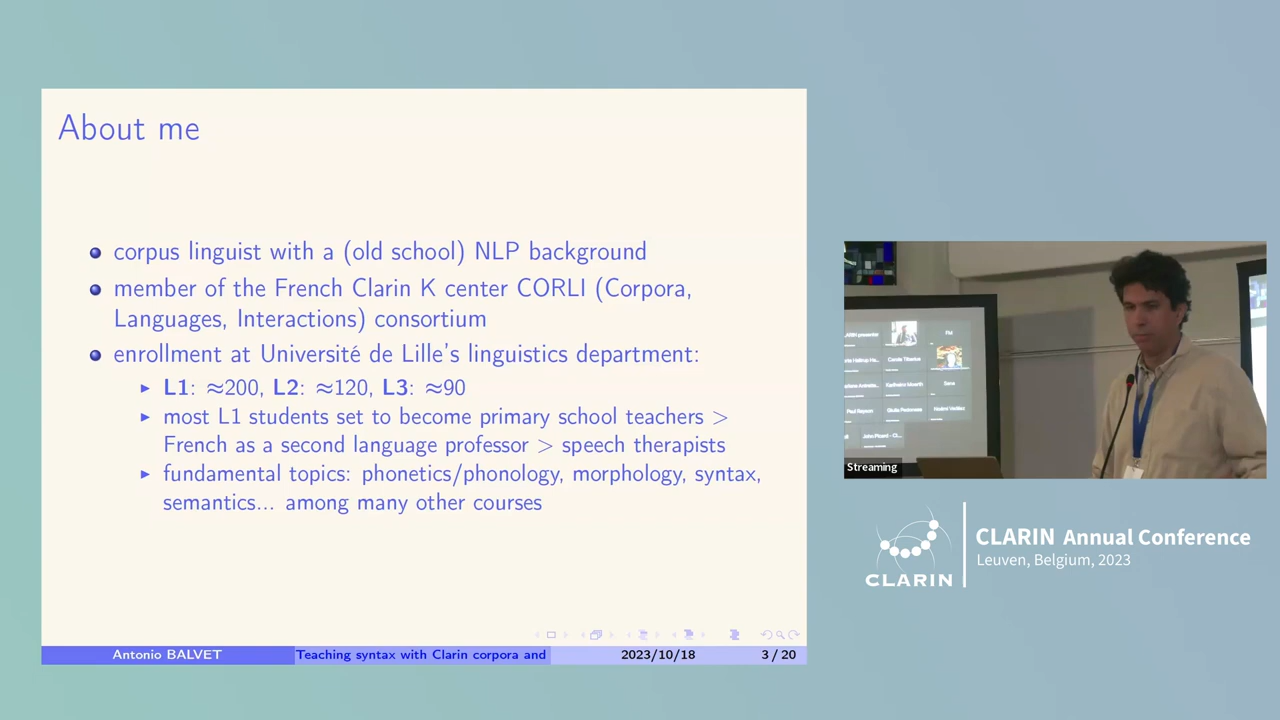 About me
corpus linguist with a (old school) NLP background
member of the French Clarin K center CORLI (Corpora,
Languages, Interactions) consortium
enrollment at Université de Lille's linguistics department:
L1: ≈200, L2: ≈120, L3: ≈90
most L1 students set to become primary school teachers >
French as a second language professor > speech therapists
fundamental topics: phonetics/phonology, morphology, syntax,
semantics... among many other courses
Antonio BALVET
Teaching syntax with Clarin corpora and
2023/10/18
3 / 20
Streaming
CLARIN
CLARIN Annual Conference
Leuven, Belgium, 2023